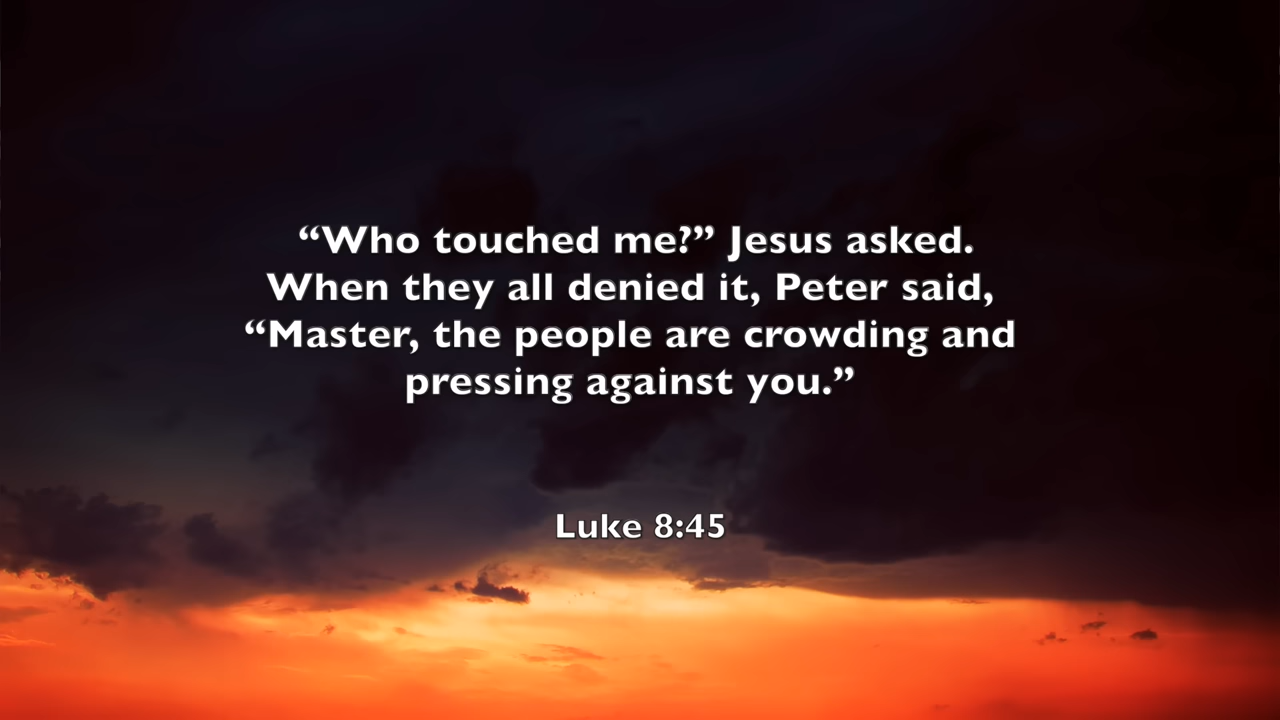 “Who touched me?” Jesus asked.
When they all denied it, Peter said,
“Master, the people are crowding and
pressing against you.”
Luke 8:45